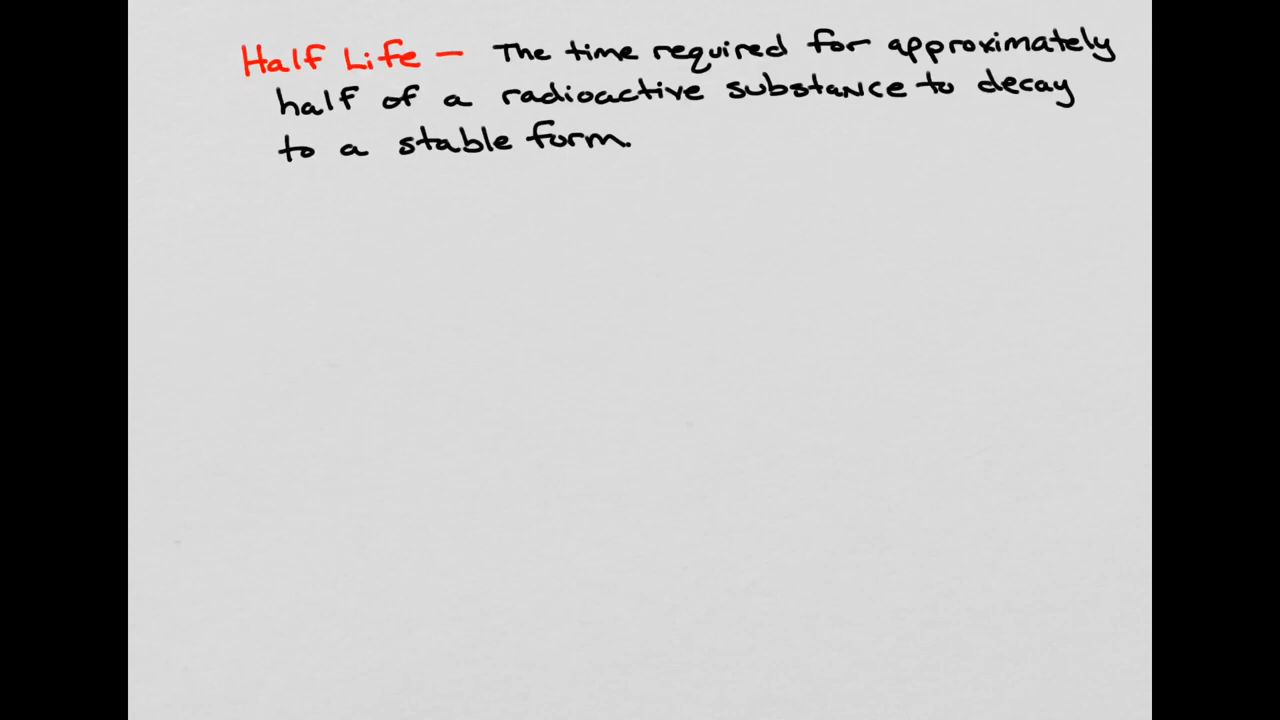 Half Life - The time required for approximately
half of a radioactive substance to decay
to a stable form.